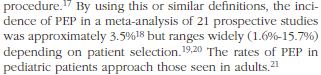 procedure.17 By using this or similar definitions, the inci-
dence of PEP in a meta-analysis of 21 prospective studies
was approximately 3.5%18 but ranges widely (1.6%-15.7%)
depending on patient selection.19,20 The rates of PEP in
pediatric patients approach those seen in adults.21